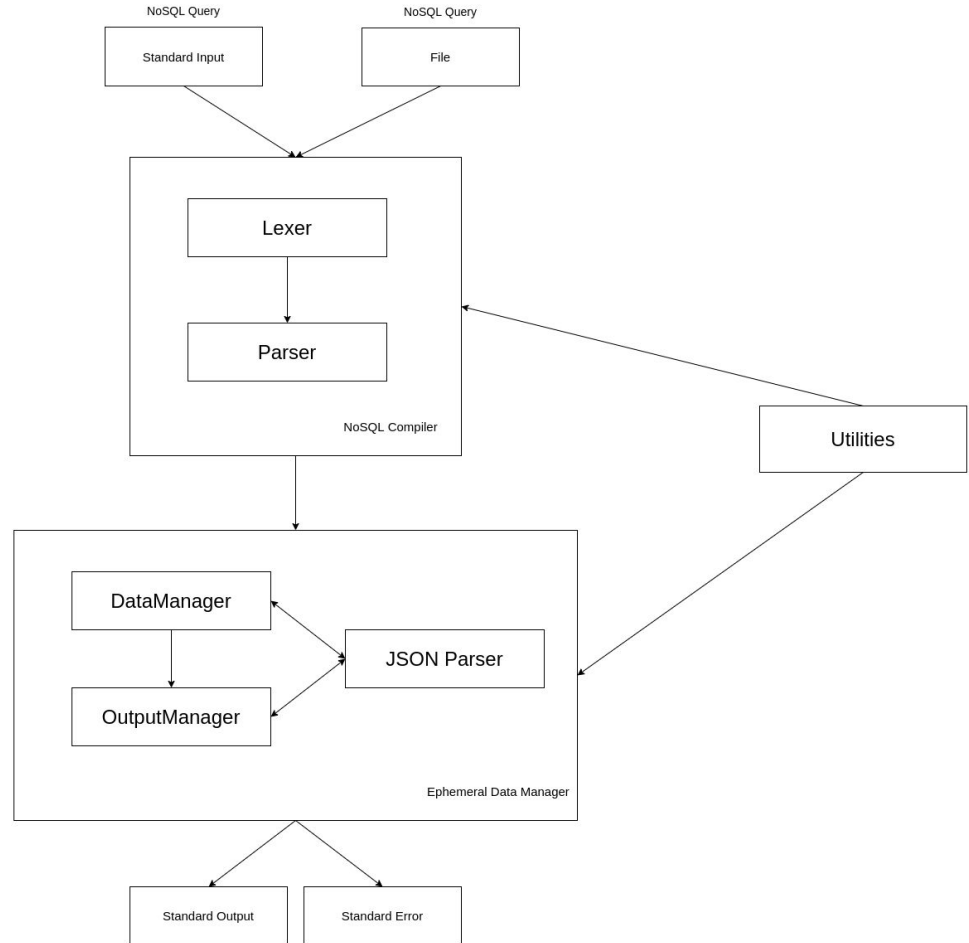 NoSQL Query
NoSQL Query
Standard Input
File
Lexer
Parser
NoSQL Compiler
Utilities
DataManager
JSON Parser
OutputManager
Ephemeral Data Manager
Standard Output
Standard Error